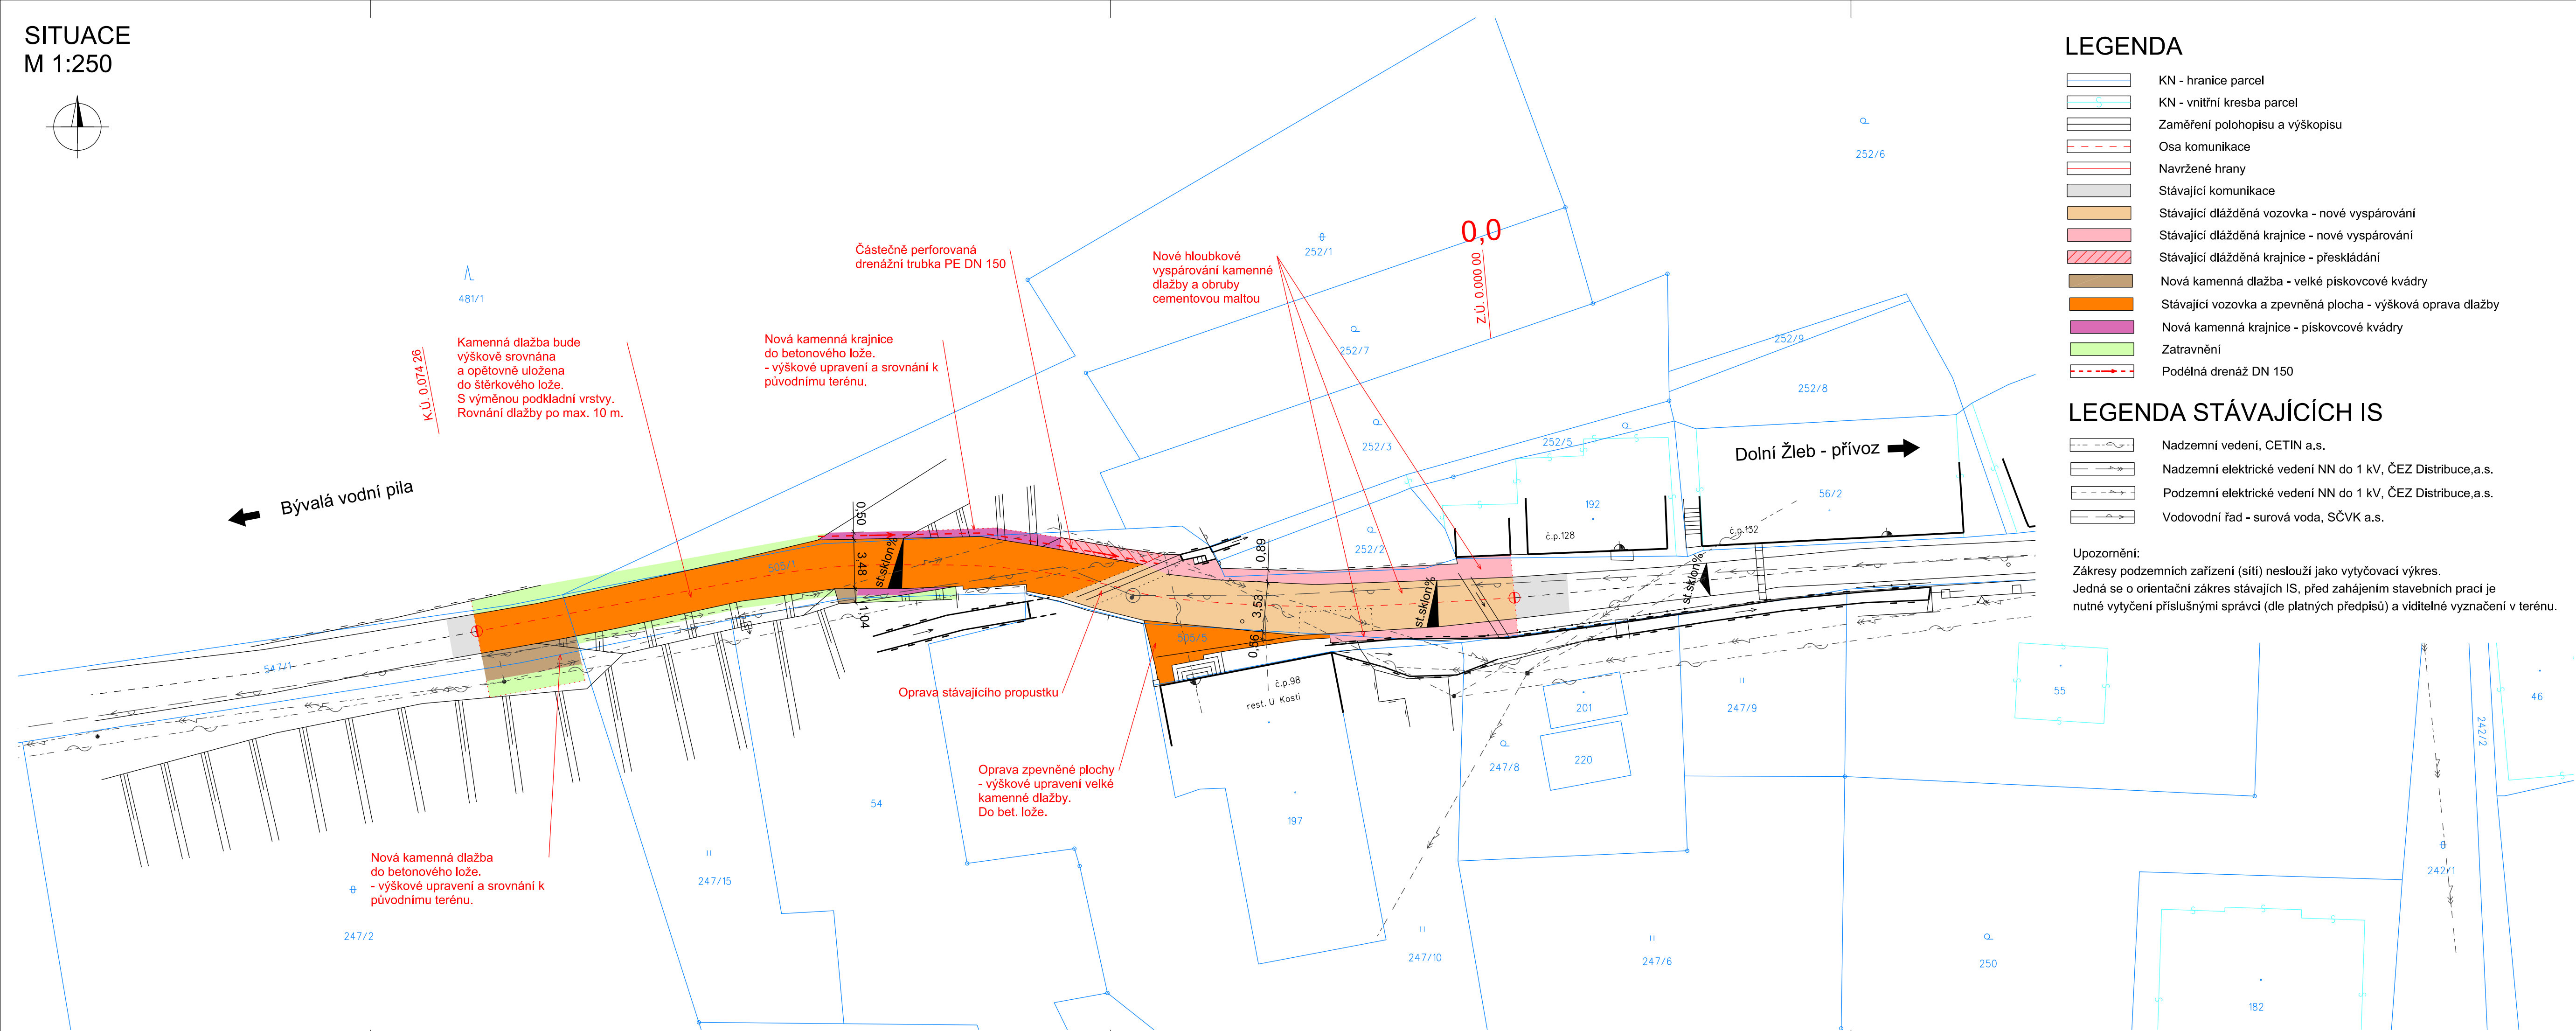 SITUACE
M 1:250
Bývalá vodní pila
K.Ú. 0.074 26
Kamenná dlažba bude
výškově srovnána
a opětovně uložena
do štěrkového lože.
S výměnou podkladní vrstvy.
Rovnání dlažby po max. 10 m.
Nová kamenná krajnice
do betonového lože.
- výškové upravení a srovnání k
původnímu terénu.
Částečně perforovaná
drenážní trubka PE DN 150
Nové hloubkové
vyspárování kamenné
dlažby a obruby
cementovou maltou
0,0
Z.Ú. 0.000 00
Dolní Žleb - přívoz
Nová kamenná dlažba
do betonového lože.
- výškové upravení a srovnání k
původnímu terénu.
Oprava stávajícího propustku
Oprava zpevněné plochy
- výškové upravení velké
kamenné dlažby.
Do bet. lože.
0,50
3,48
1,04
0,89
3,53
0,66
st.sklon%
st.sklon%
st.sklon%
č.p.128
č.p.132
č.p.98
rest. U Kosti
481/1
547/1
505/1
505/5
252/1
252/2
252/3
252/5
252/6
252/7
252/8
252/9
192
56/2
54
197
201
220
55
46
182
250
247/2
247/15
247/10
247/8
247/9
247/6
242/1
242/2
LEGENDA
KN - hranice parcel
KN - vnitřní kresba parcel
Zaměření polohopisu a výškopisu
Osa komunikace
Navržené hrany
Stávající komunikace
Stávající dlážděná vozovka - nové vyspárování
Stávající dlážděná krajnice - nové vyspárování
Stávající dlážděná krajnice - přeskládání
Nová kamenná dlažba - velké pískovcové kvádry
Stávající vozovka a zpevněná plocha - výšková oprava dlažby
Nová kamenná krajnice - pískovcové kvádry
Zatravnění
Podélná drenáž DN 150
LEGENDA STÁVAJÍCÍCH IS
Nadzemní vedení, CETIN a.s.
Nadzemní elektrické vedení NN do 1 kV, ČEZ Distribuce,a.s.
Podzemní elektrické vedení NN do 1 kV, ČEZ Distribuce,a.s.
Vodovodní řad - surová voda, SČVK a.s.
Upozornění:
Zákresy podzemních zařízení (sítí) neslouží jako vytyčovací výkres.
Jedná se o orientační zákres stávajích IS, před zahájením stavebních prací je
nutné vytyčení příslušnými správci (dle platných předpisů) a viditelné vyznačení v terénu.